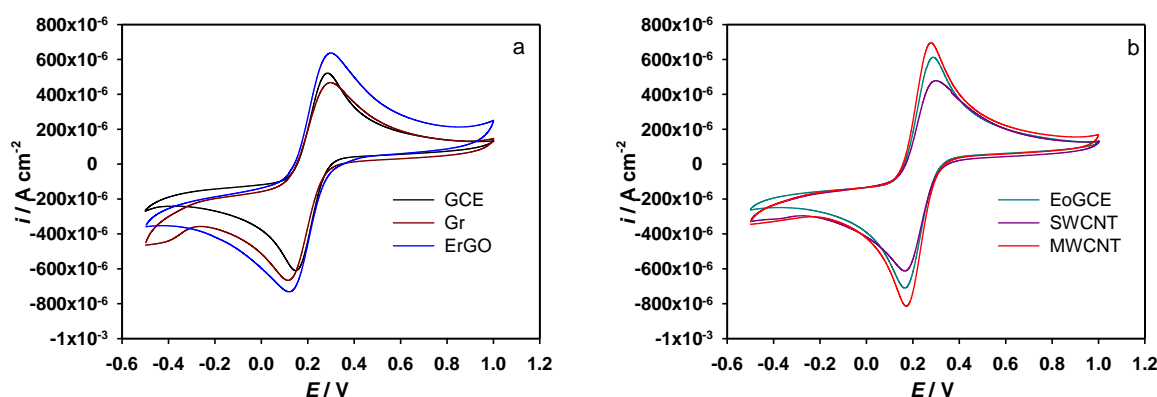 800x10-6
600x10-6
400x10-6
200x10-6
0
-200x10-6
-400x10-6
-600x10-6
-800x10-6
-1x10-3
i / A cm-2
a
GCE
Gr
ErGO
-0.6 -0.4 -0.2 0.0 0.2 0.4 0.6 0.8 1.0 1.2
E / V
800x10-6
600x10-6
400x10-6
200x10-6
0
-200x10-6
-400x10-6
-600x10-6
-800x10-6
-1x10-3
i / A cm-2
b
EoGCE
SWCNT
MWCNT
-0.6 -0.4 -0.2 0.0 0.2 0.4 0.6 0.8 1.0 1.2
E / V